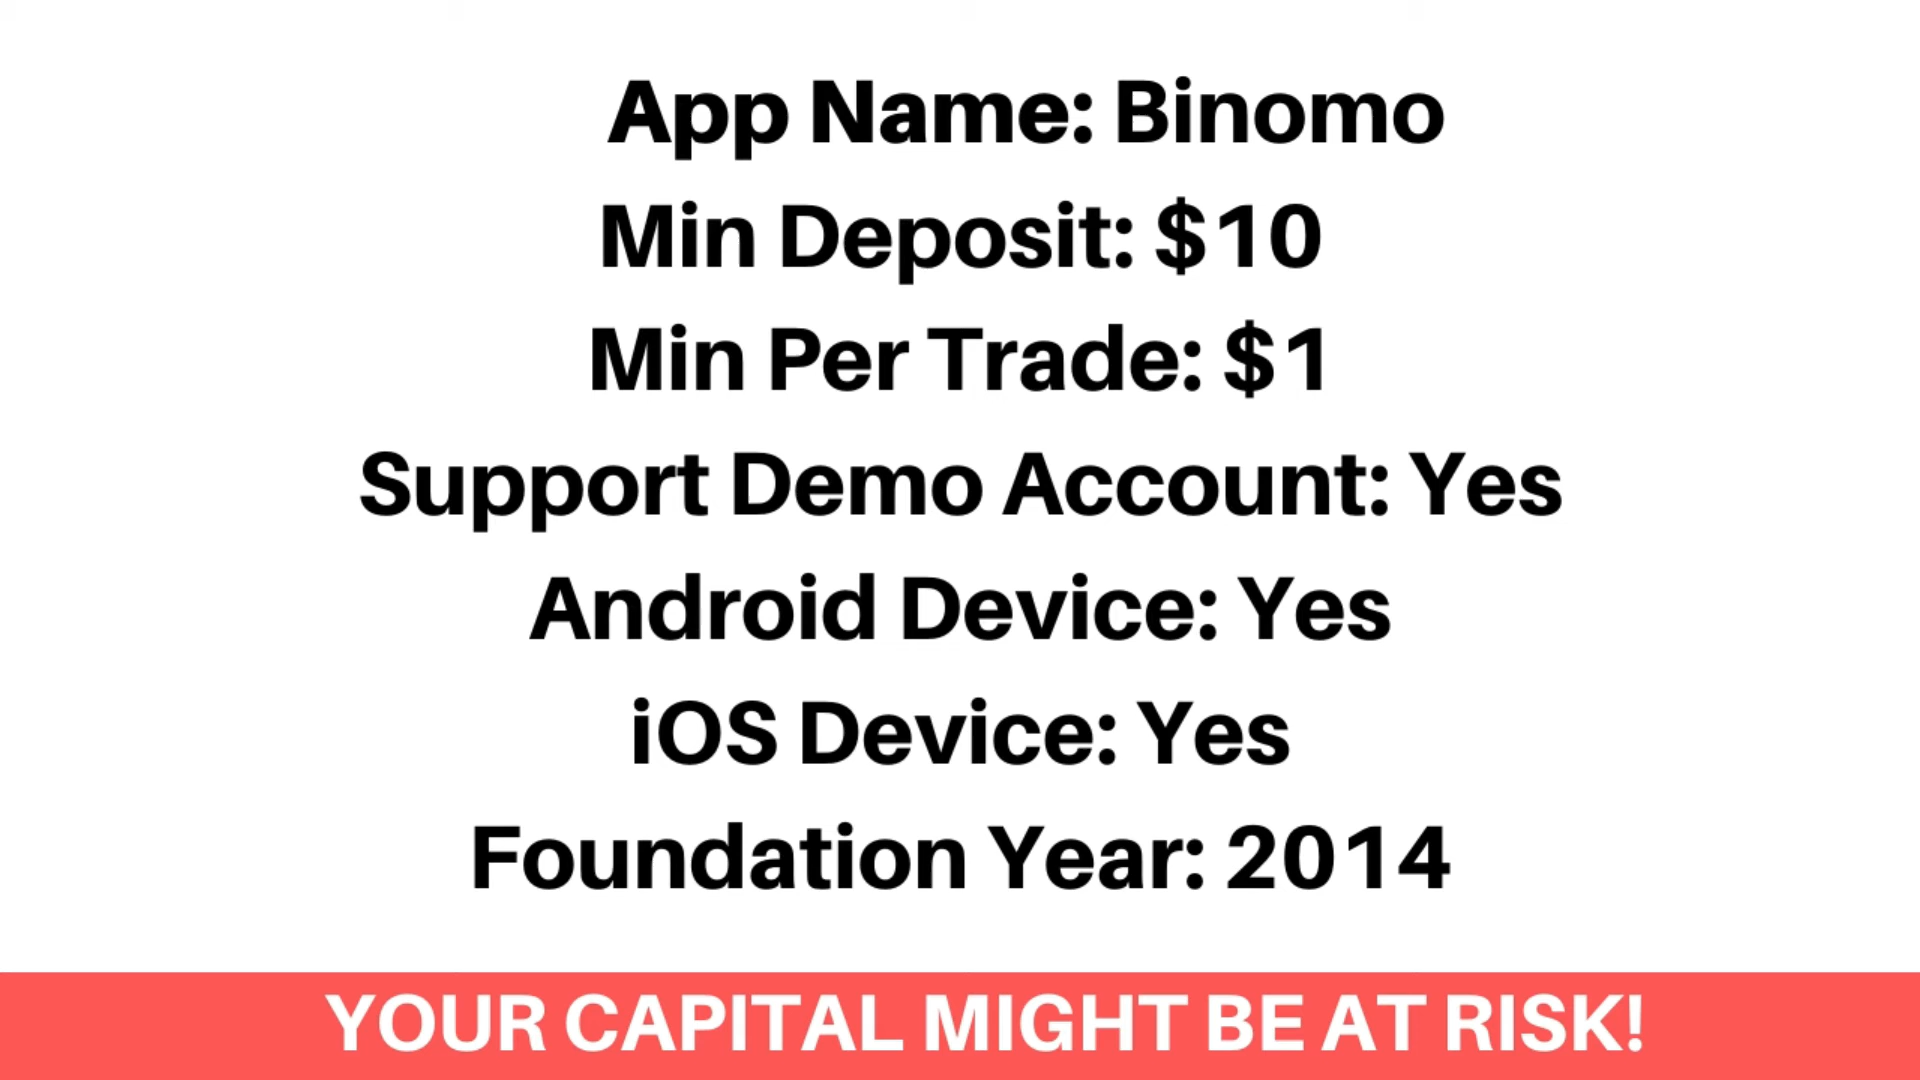 App Name: Binomo
Min Deposit: $10
Min Per Trade: $1
Support Demo Account: Yes
Android Device: Yes
iOS Device: Yes
Foundation Year: 2014
YOUR CAPITAL MIGHT BE AT RISK!